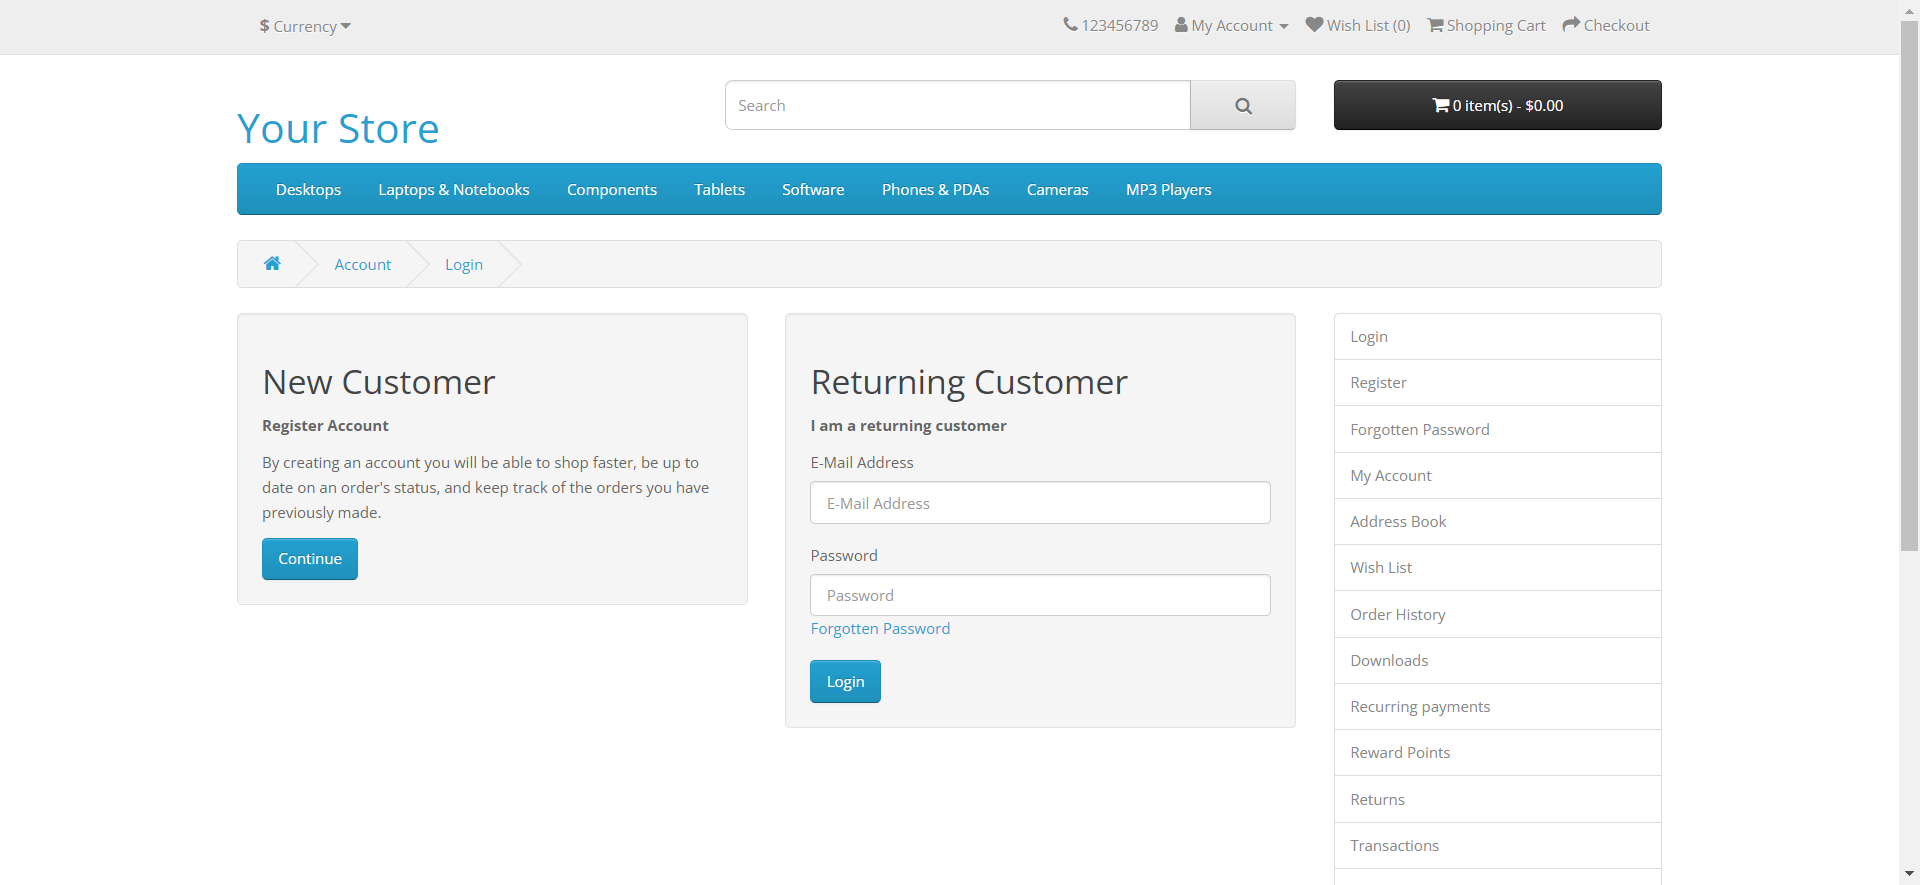 $ Currency
123456789
My Account
Wish List (0)
Shopping Cart
Checkout
Your Store
Search
0 item(s) - $0.00
Desktops
Laptops & Notebooks
Components
Tablets
Software
Phones & PDAs
Cameras
MP3 Players
Account
Login
New Customer
Register Account
By creating an account you will be able to shop faster, be up to
date on an order's status, and keep track of the orders you have
previously made.
Continue
Returning Customer
I am a returning customer
E-Mail Address
E-Mail Address
Password
Password
Forgotten Password
Login
Login
Register
Forgotten Password
My Account
Address Book
Wish List
Order History
Downloads
Recurring payments
Reward Points
Returns
Transactions